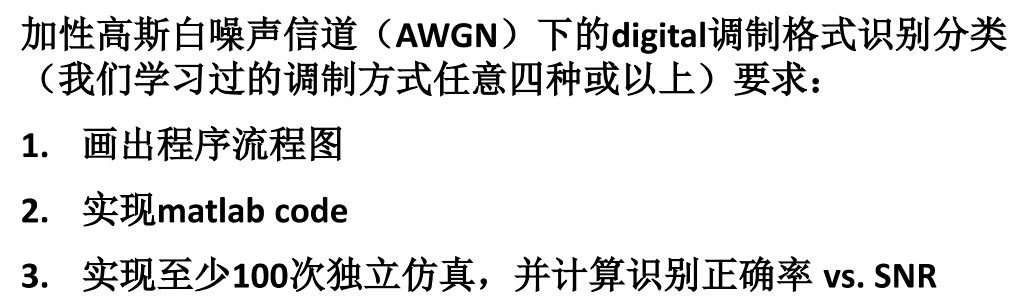 加性高斯白噪声信道（AWGN）下的digital调制格式识别分类
（我们学习过的调制方式任意四种或以上）要求：
1. 画出程序流程图
2. 实现matlab code
3. 实现至少100次独立仿真，并计算识别正确率 vs. SNR